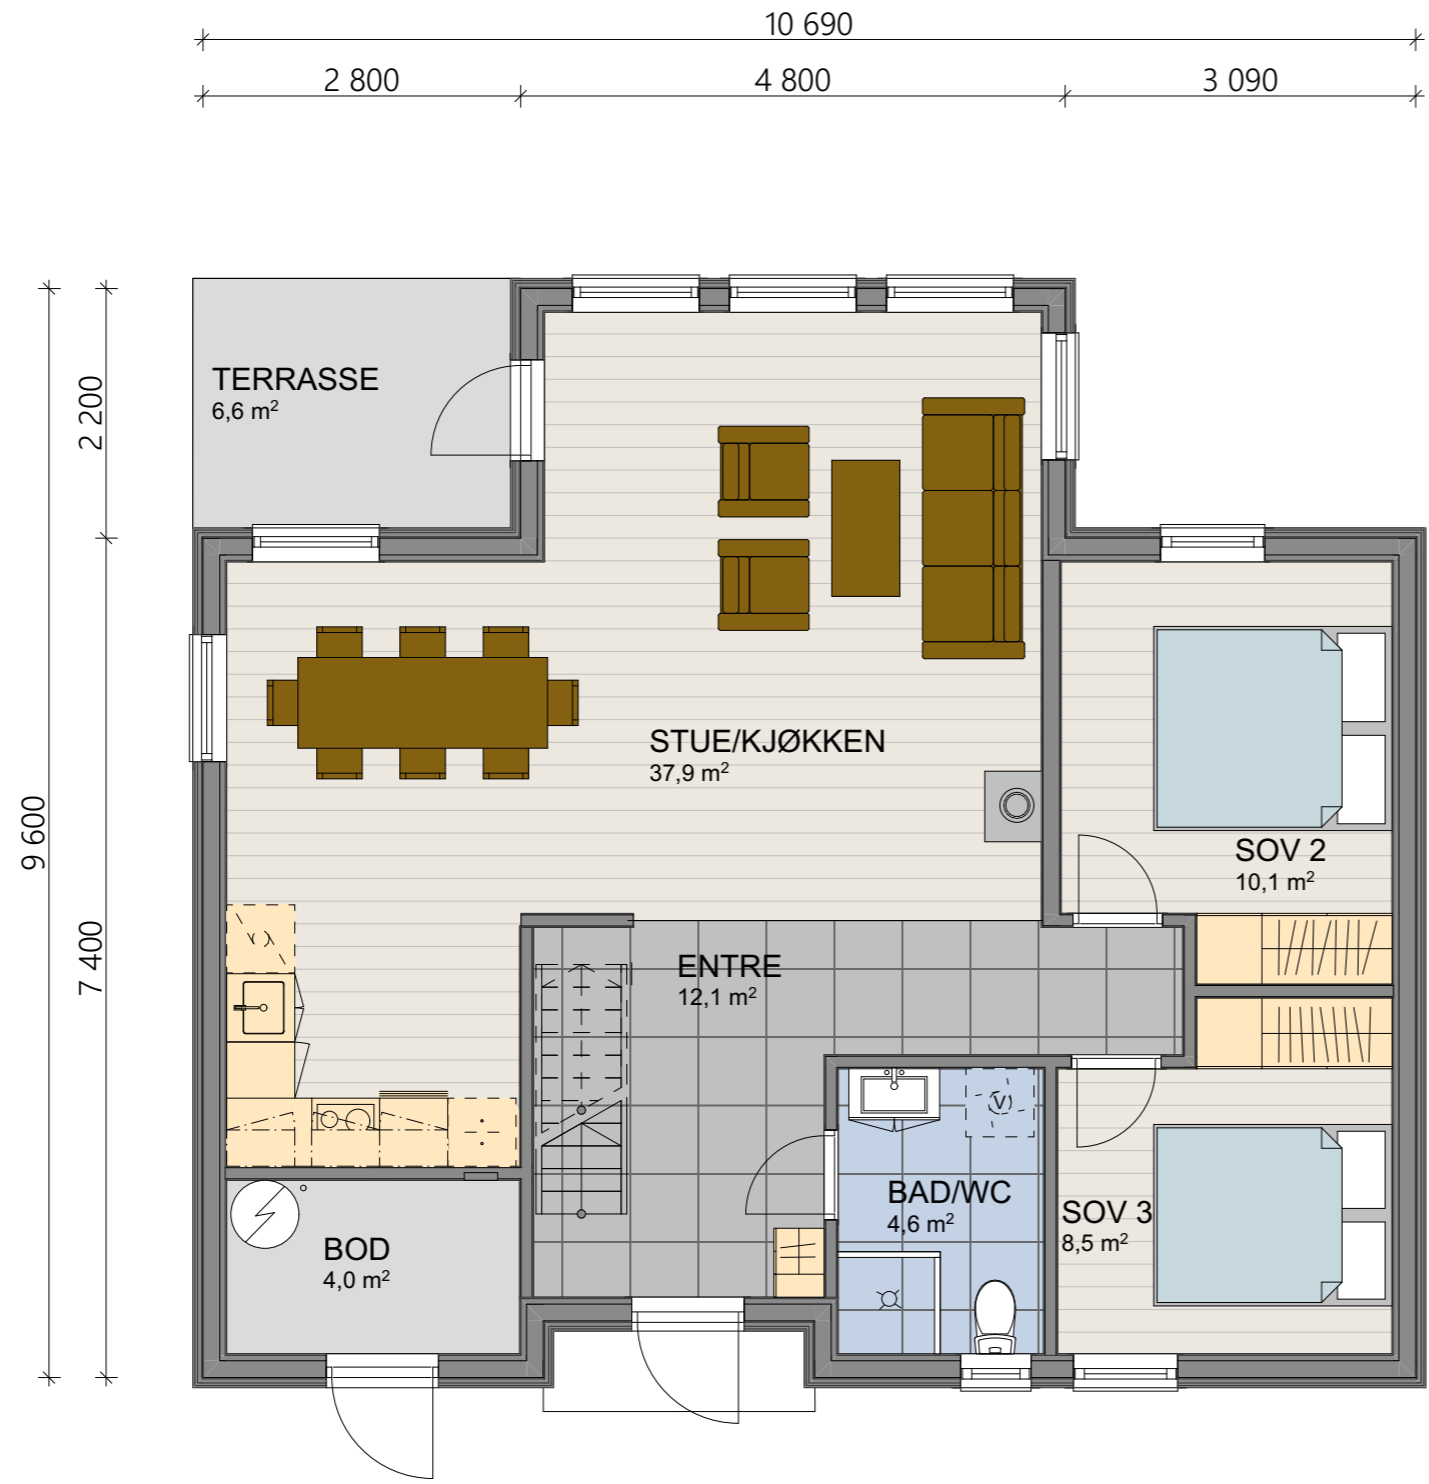 10 690
2 800
4 800
3 090
9 600
2 200
7 400
TERRASSE
6,6 m²
STUE/KJØKKEN
37,9 m²
SOV 2
10,1 m²
ENTRE
12,1 m²
V
BAD/WC
4,6 m²
SOV 3
8,5 m²
BOD
4,0 m²